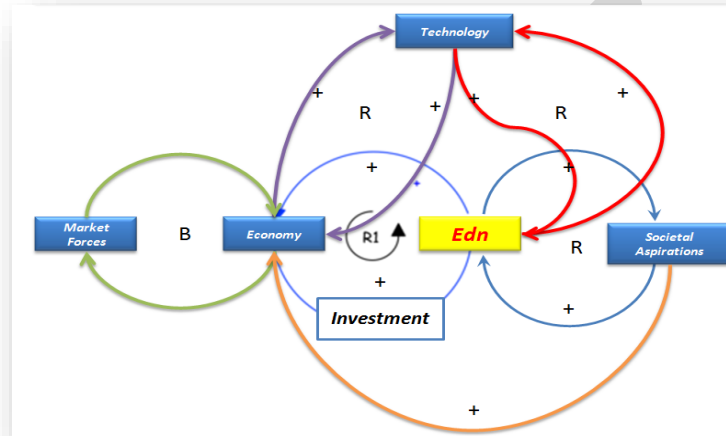 Technology
+
+
+
+
R
R
+
+
Market
Forces
B
Economy
R1
Edn
R
Societal
Aspirations
+
Investment
+
+